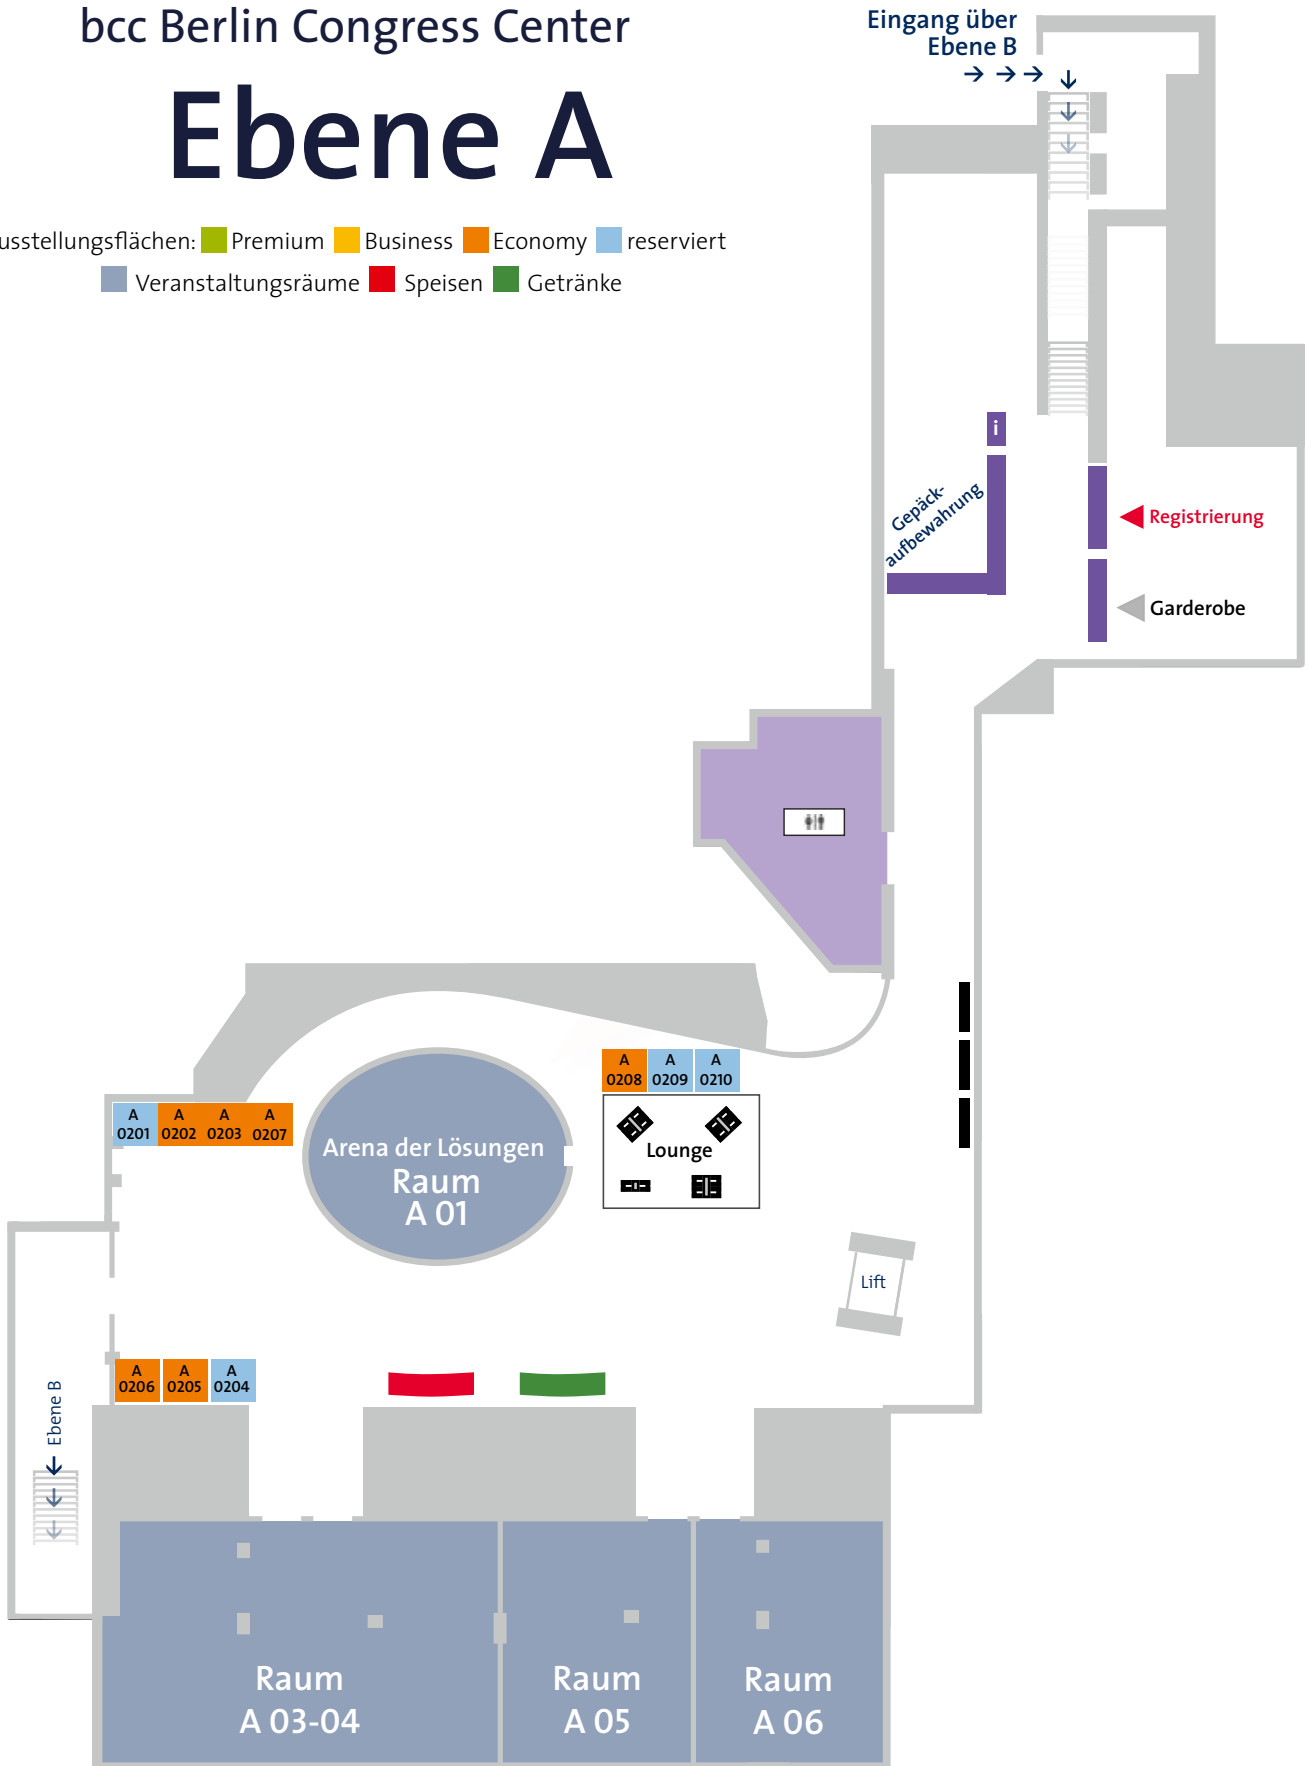 bcc Berlin Congress Center
Ebene A
usstellungsflächen: Premium Business Economy reserviert
Veranstaltungsräume Speisen Getränke
Eingang über
Ebene B
i
Gepäck-
aufbewahrung
Registrierung
Garderobe
A
0208
A
0209
A
0210
Lounge
A
0201
A
0202
A
0203
A
0207
Arena der Lösungen
Raum
A 01
Lift
A
0206
A
0205
A
0204
Ebene B
Raum
A 03-04
Raum
A 05
Raum
A 06